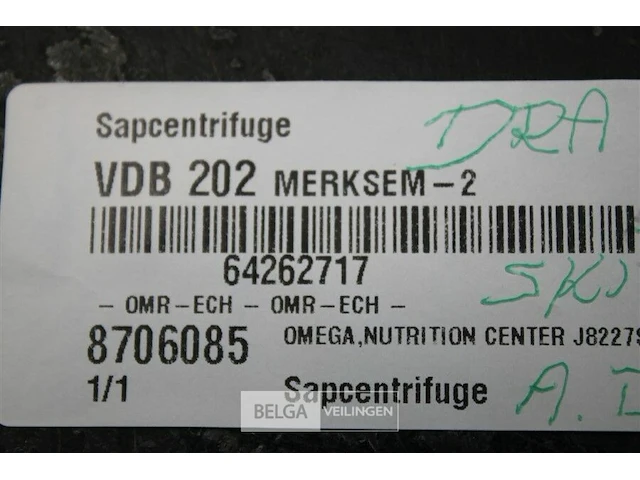 Sapcentrifuge
DRA
VDB 202 MERKSEM-2
64262717
- OMR-ECH - OMR-ECH -
8706085 OMEGA,NUTRITION CENTER
1/1 Sapcentrifuge
A.
BELGA VEILINGEN